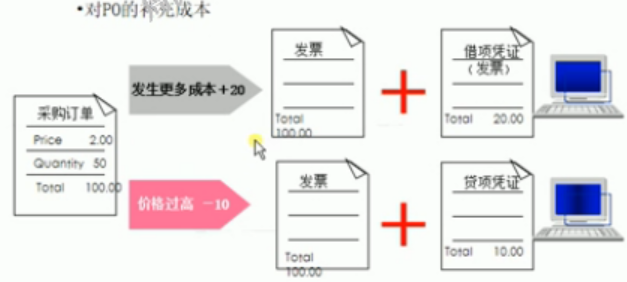 •对PO的补充成本
发票
Total
100.00
借项凭证
(发票)
Total 20.00
发生更多成本+20
采购订单
Price 2.00
Quantity 50
Total 100.00
价格过高 -10
发票
Total
100.00
贷项凭证
Total 10.00